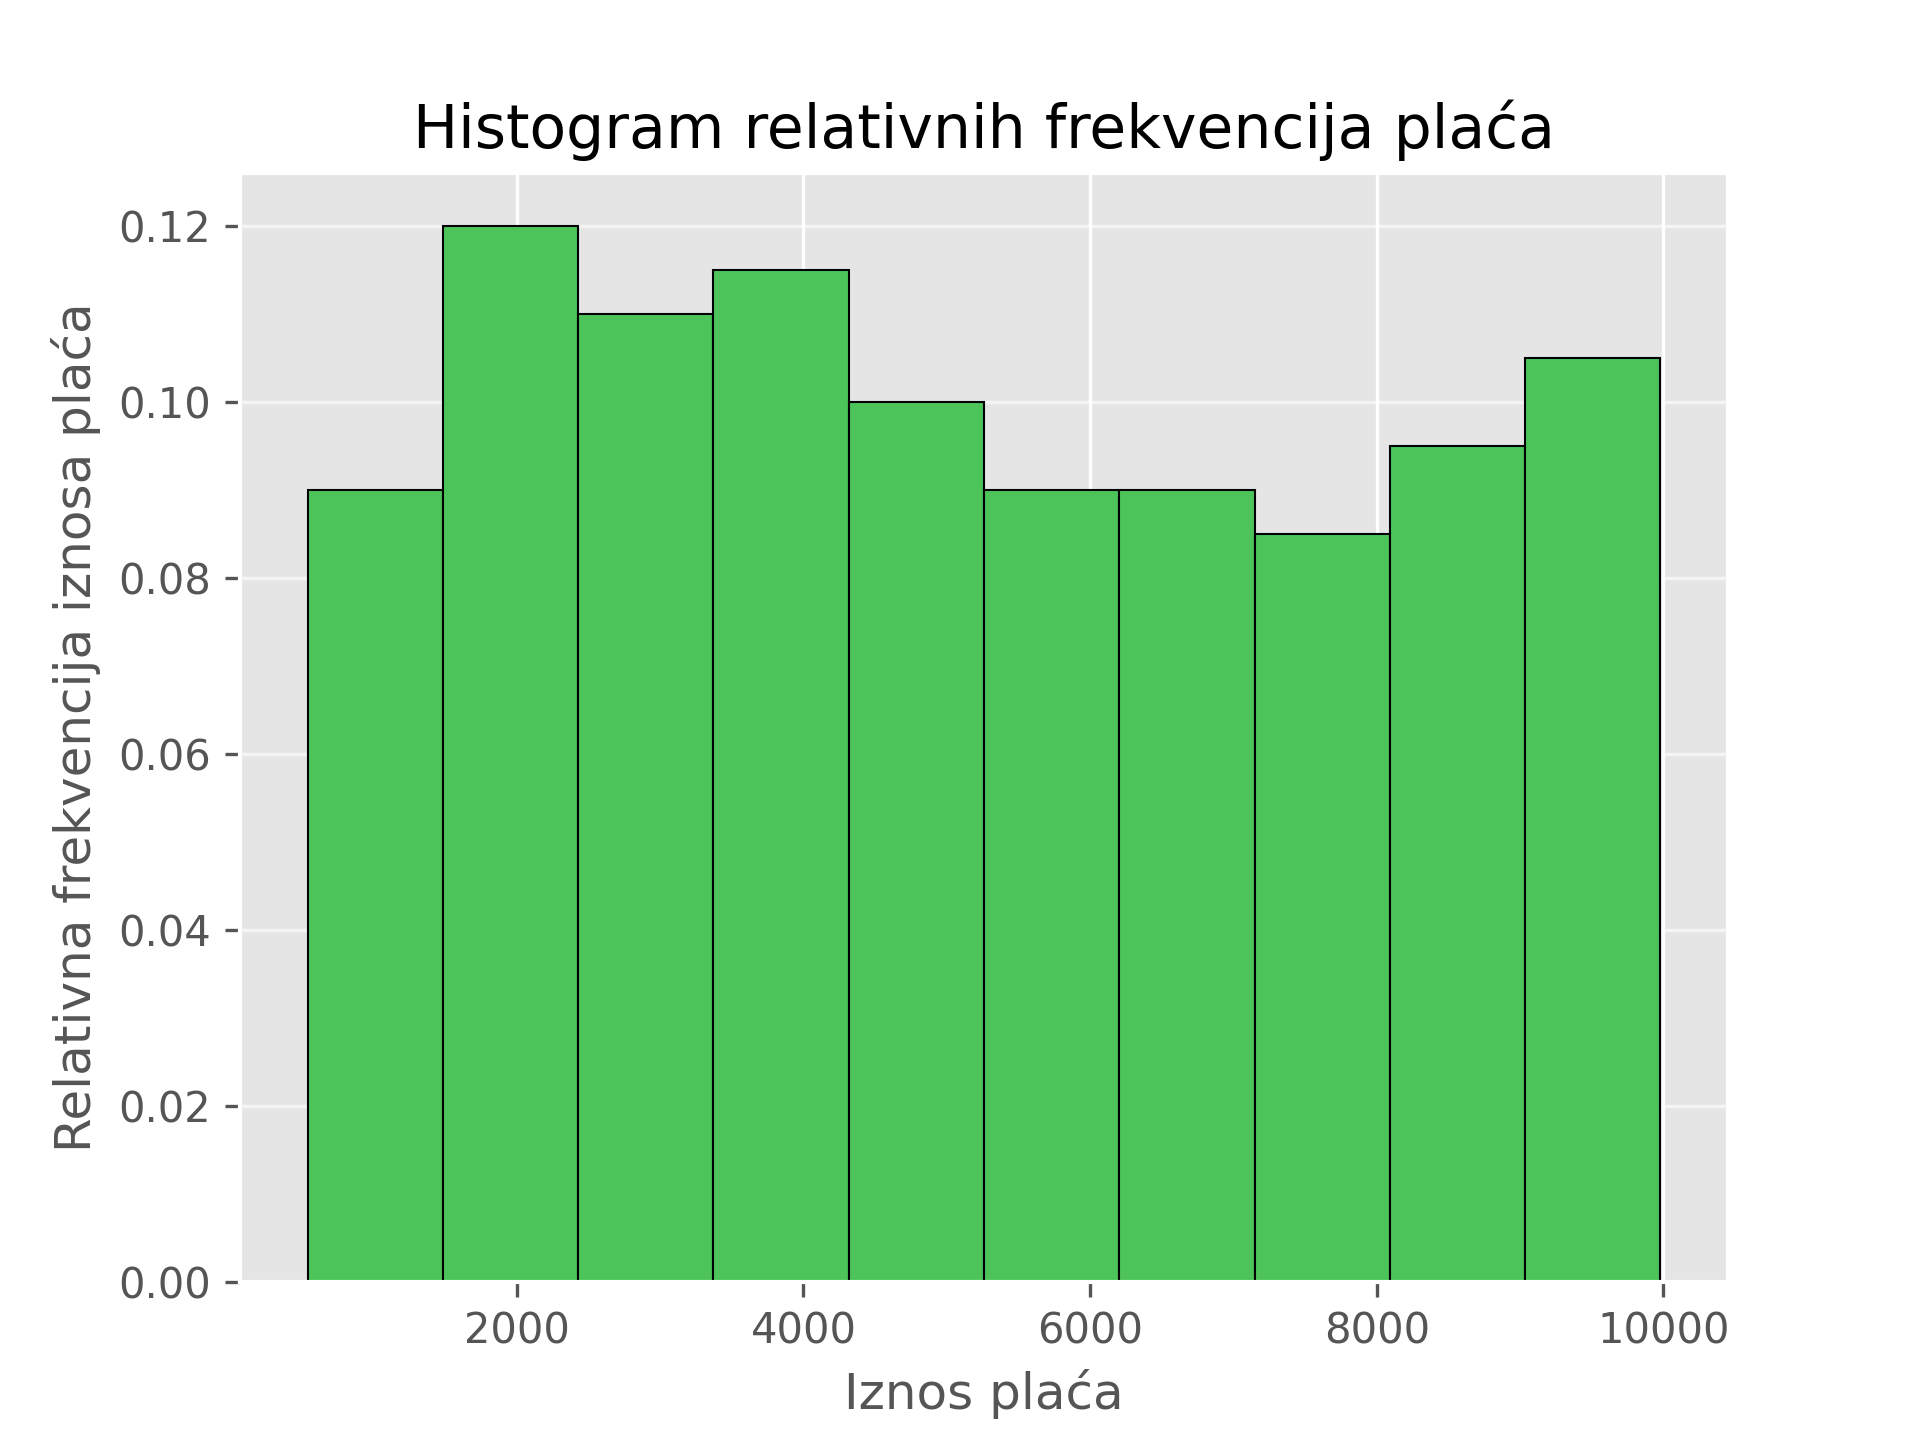 Histogram relativnih frekvencija plaća
Relativna frekvencija iznosa plaća
0.12
0.10
0.08
0.06
0.04
0.02
0.00
2000 4000 6000 8000 10000
Iznos plaća